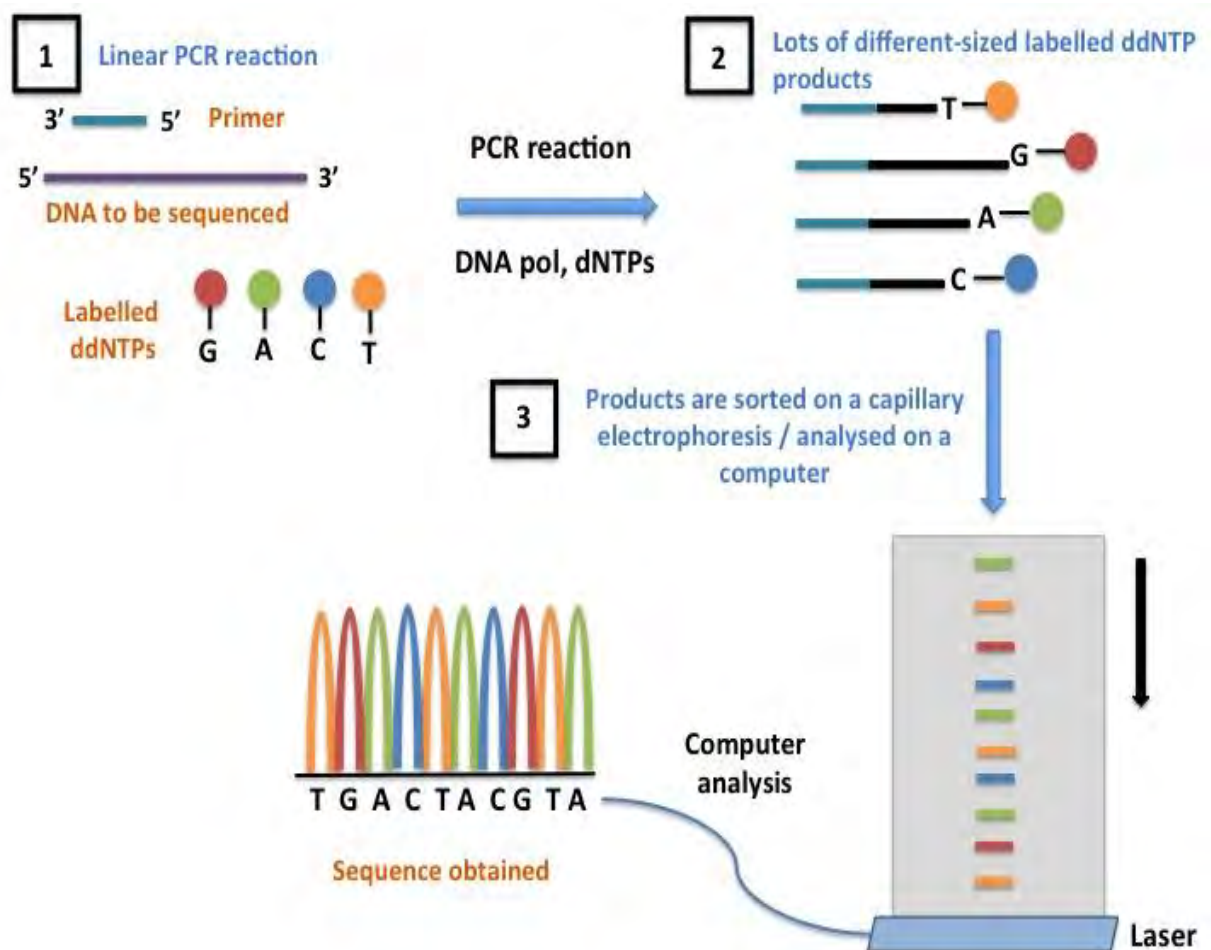 1
Linear PCR reaction
3’ 5’ Primer
5’ 3’
DNA to be sequenced
Labelled
ddNTPs
G A C T
PCR reaction
DNA pol, dNTPs
2
Lots of different-sized labelled ddNTP
products
T
G
A
C
3
Products are sorted on a capillary
electrophoresis / analysed on a
computer
T G A C T A C G T A
Sequence obtained
Computer
analysis
Laser